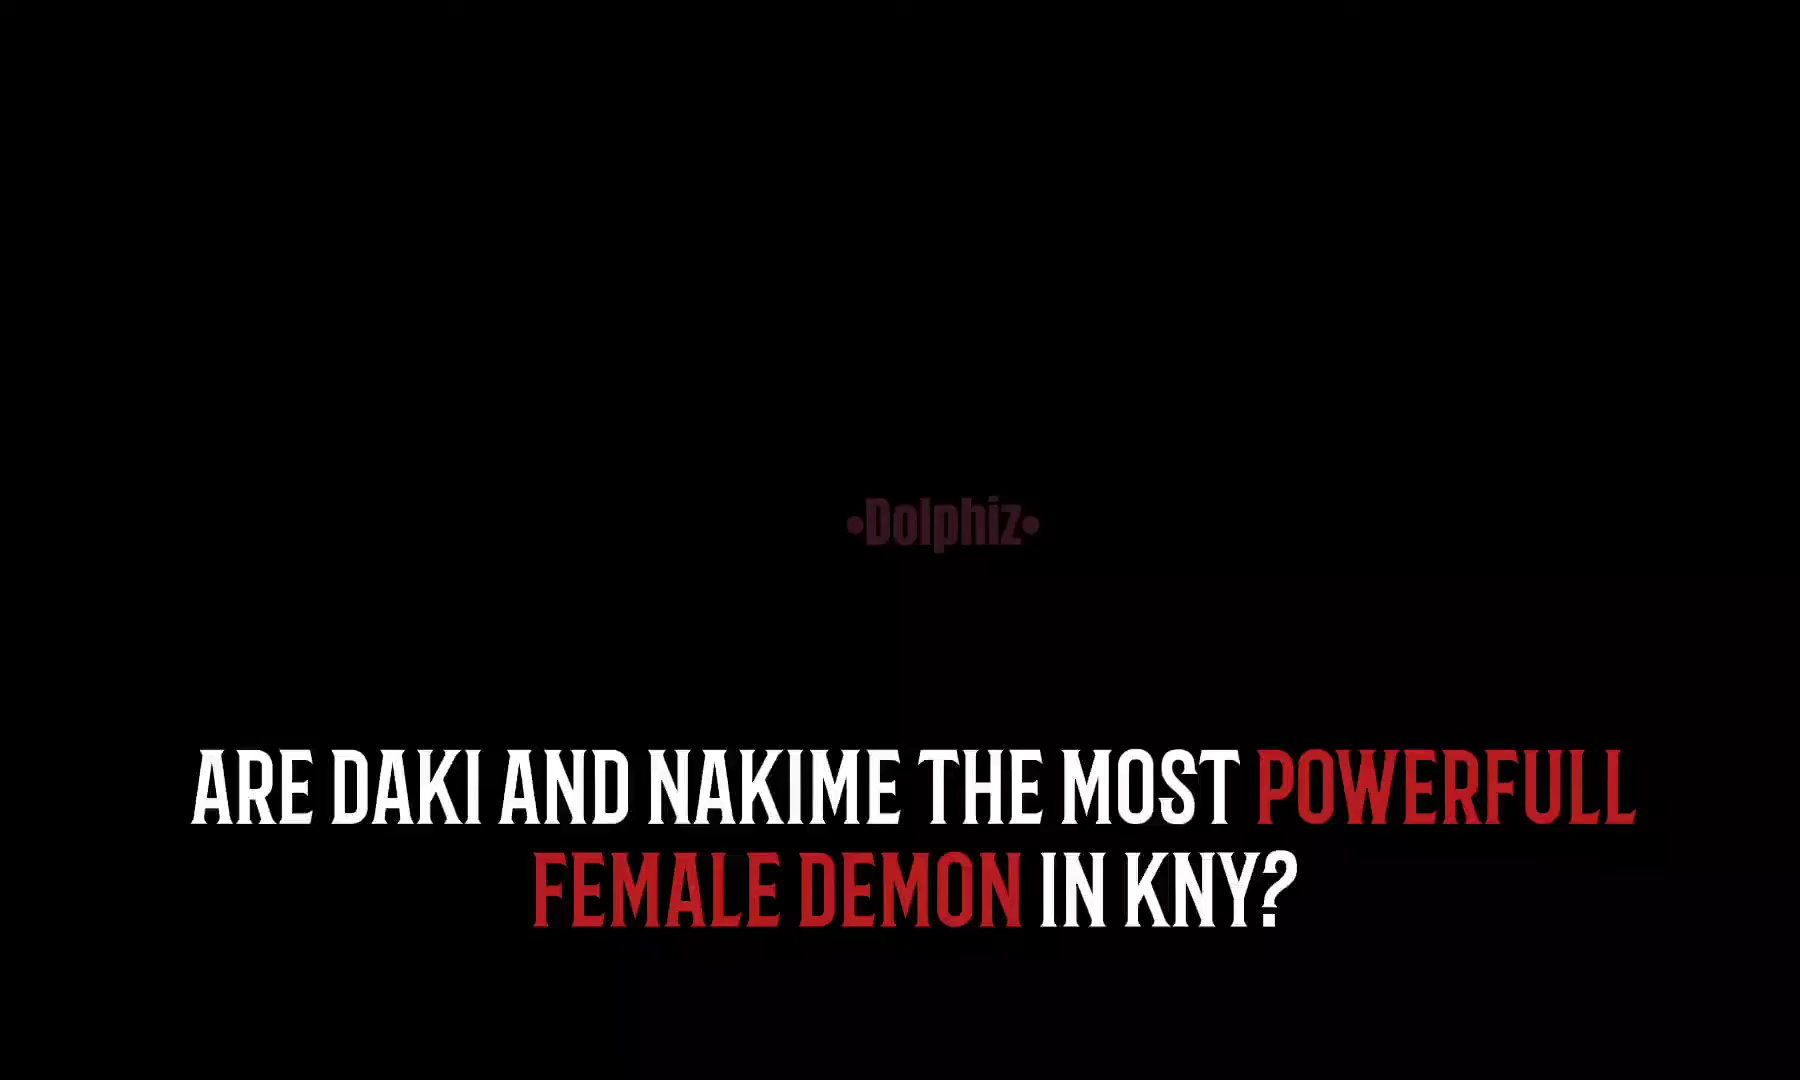 •Dolphiz•
ARE DAKI AND NAKIME THE MOST POWERFULL
FEMALE DEMON IN KNY?